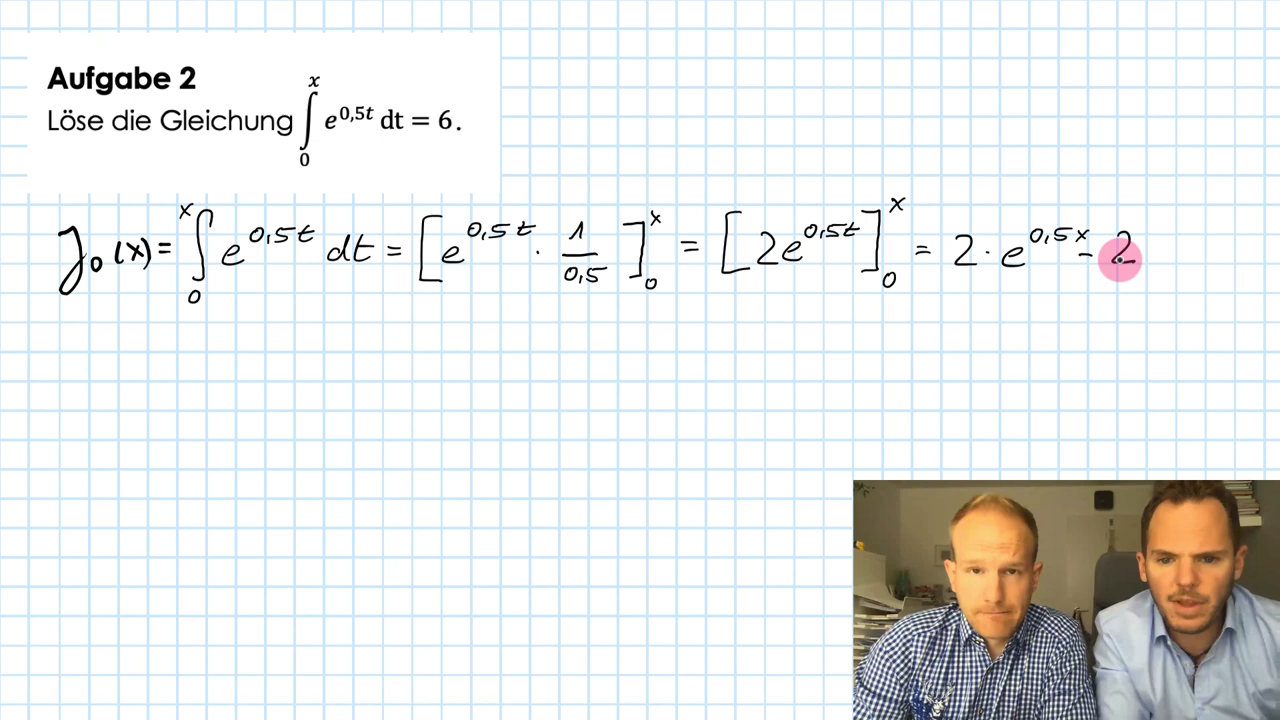 Aufgabe 2
Löse die Gleichung ∫₀ˣ e^{0,5t} dt = 6.
J₀(x) = ∫₀ˣ e^{0,5t} dt = [e^{0,5t} · 1/0,5]₀ˣ = [2e^{0,5t}]₀ˣ = 2 · e^{0,5x} - 2